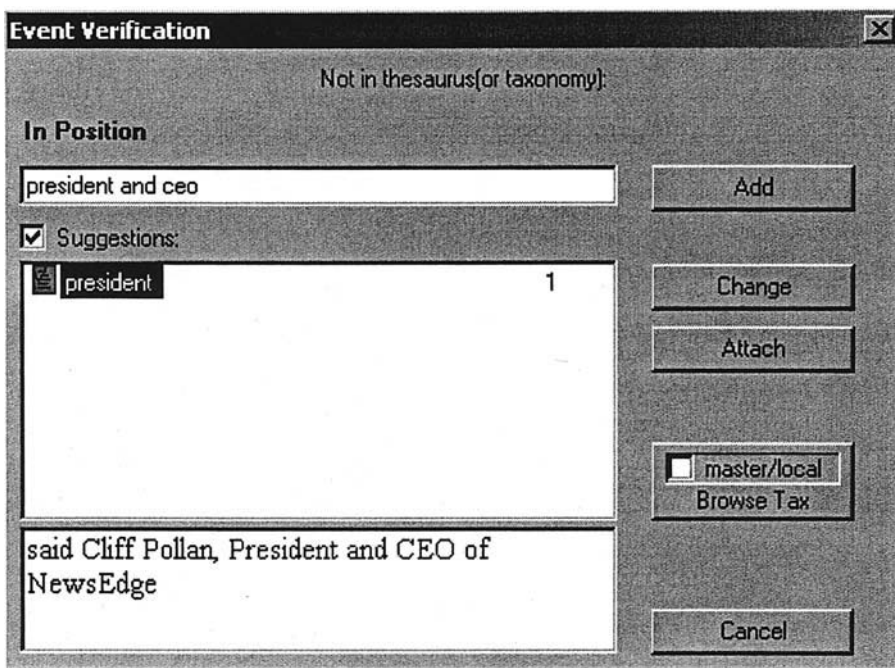 Event Verification
Not in thesaurus(or taxonomy):
In Position
president and ceo
Add
Suggestions:
president 1
Change
Attach
master/local
Browse Tax
said Cliff Pollan, President and CEO of
NewsEdge
Cancel